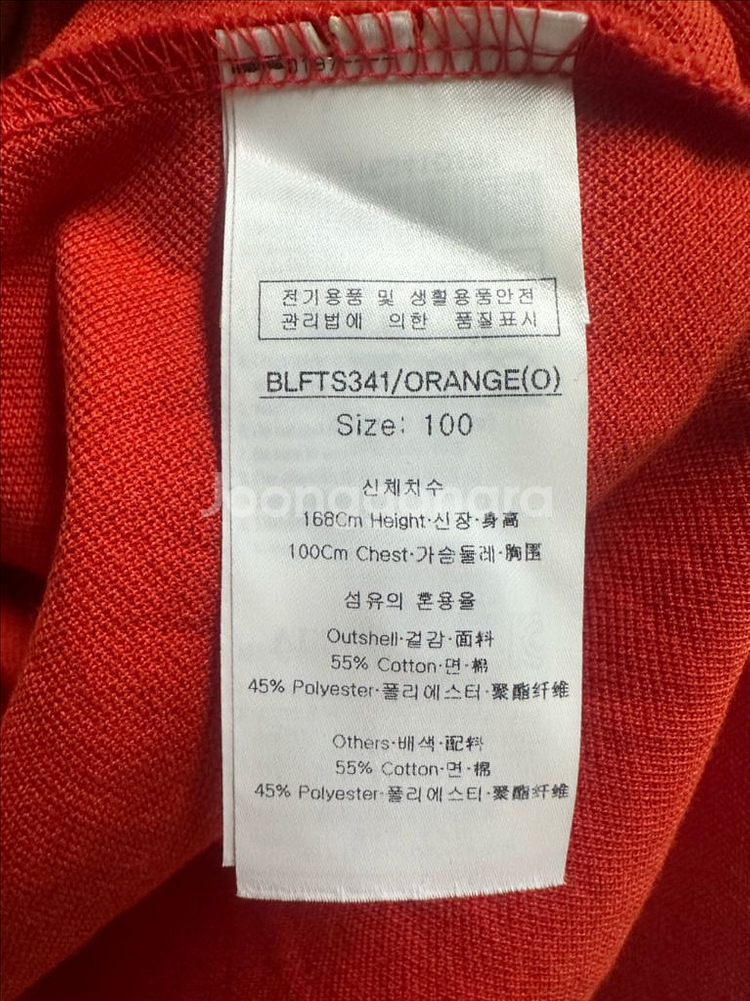 0197
전기용품 및 생활용품안전
관리법에 의한 품질표시
BLFTS341/ORANGE(O)
Size: 100
신체치수
Joongonara
168Cm Height·신장·身高
100Cm Chest·가슴둘레·胸围
섬유의 혼용율
Outshell·겉감·面料
55% Cotton·면·棉
45% Polyester·폴리에스터·聚酯纤维
Others·배색·配料
55% Cotton·면·棉
45% Polyester·폴리에스터·聚酯纤维